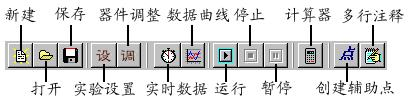 新建 保存 器件调整 数据曲线 停止 计算器 多行注释
设 调 点
打开 实验设置 实时数据 运行 暂停 创建辅助点